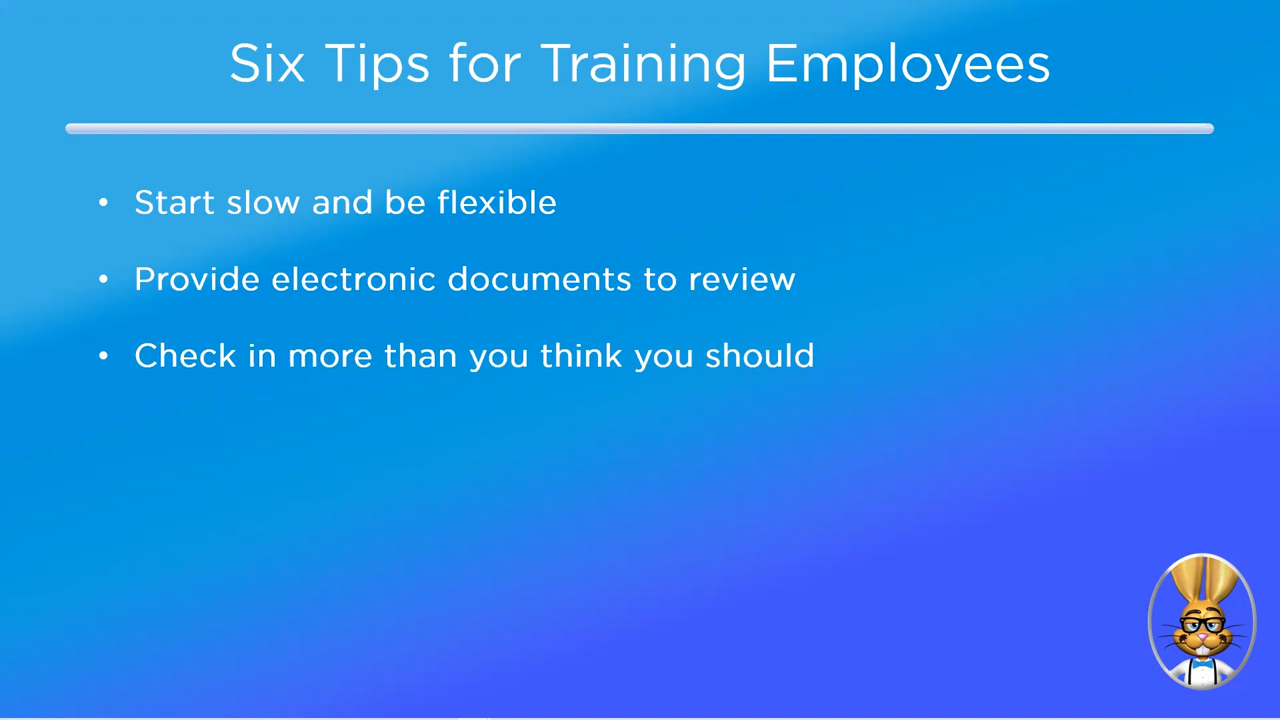 Six Tips for Training Employees
• Start slow and be flexible
• Provide electronic documents to review
• Check in more than you think you should